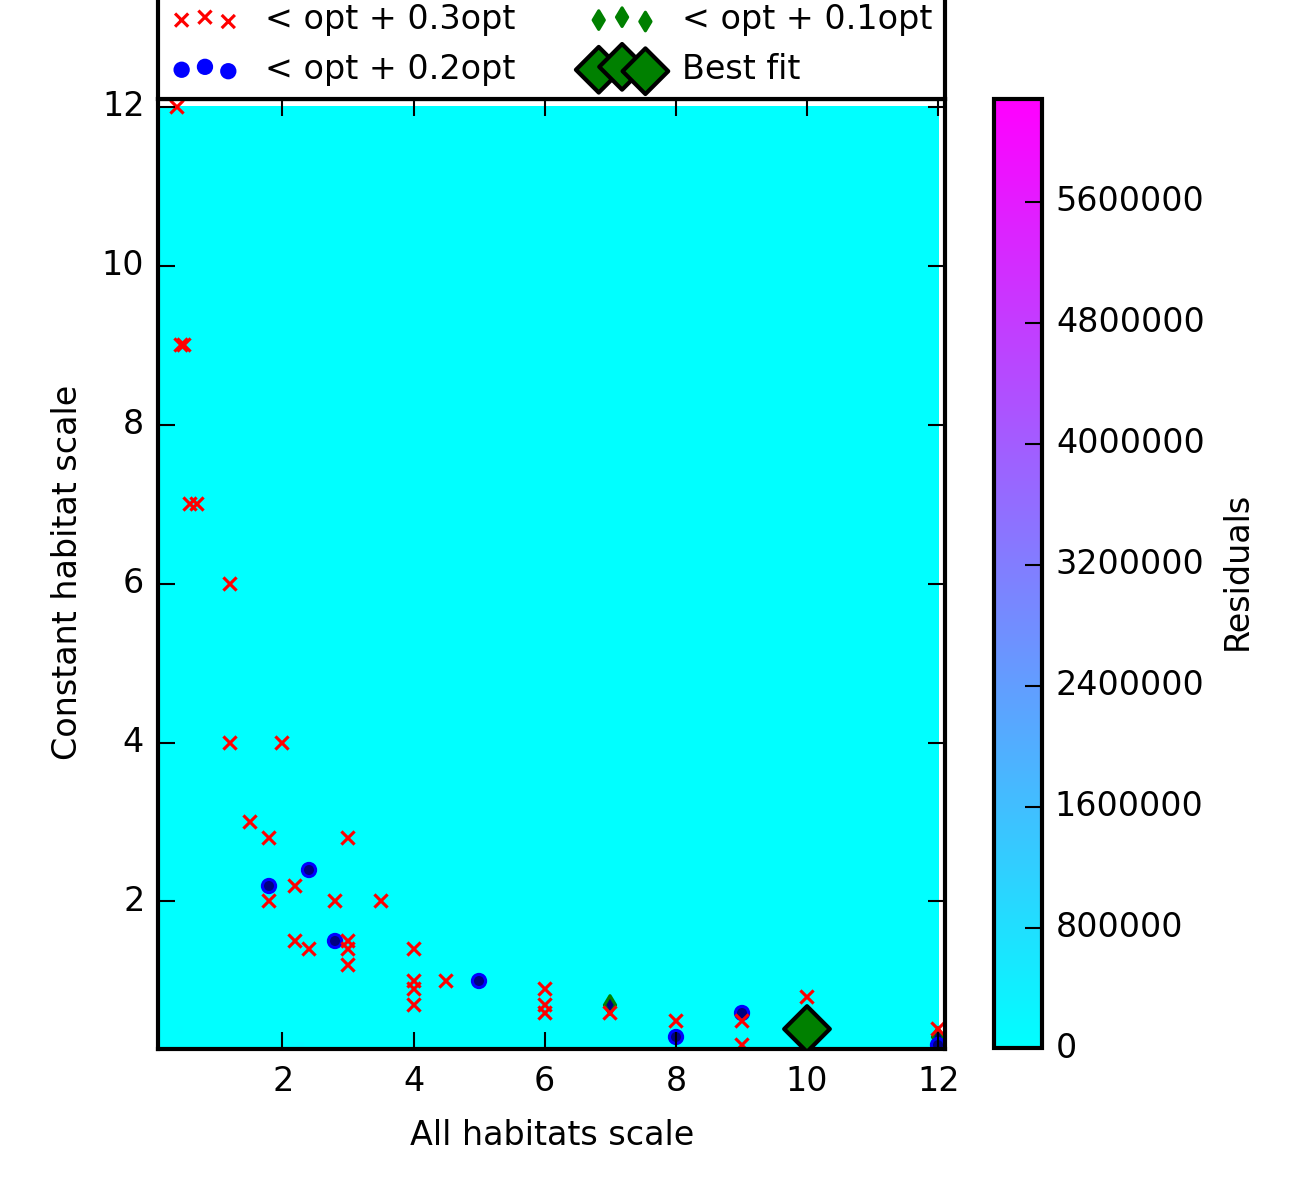 < opt + 0.3opt
< opt + 0.1opt
< opt + 0.2opt
Best fit
12
10
8
6
4
2
Constant habitat scale
2 4 6 8 10 12
All habitats scale
5600000
4800000
4000000
3200000
2400000
1600000
800000
0
Residuals